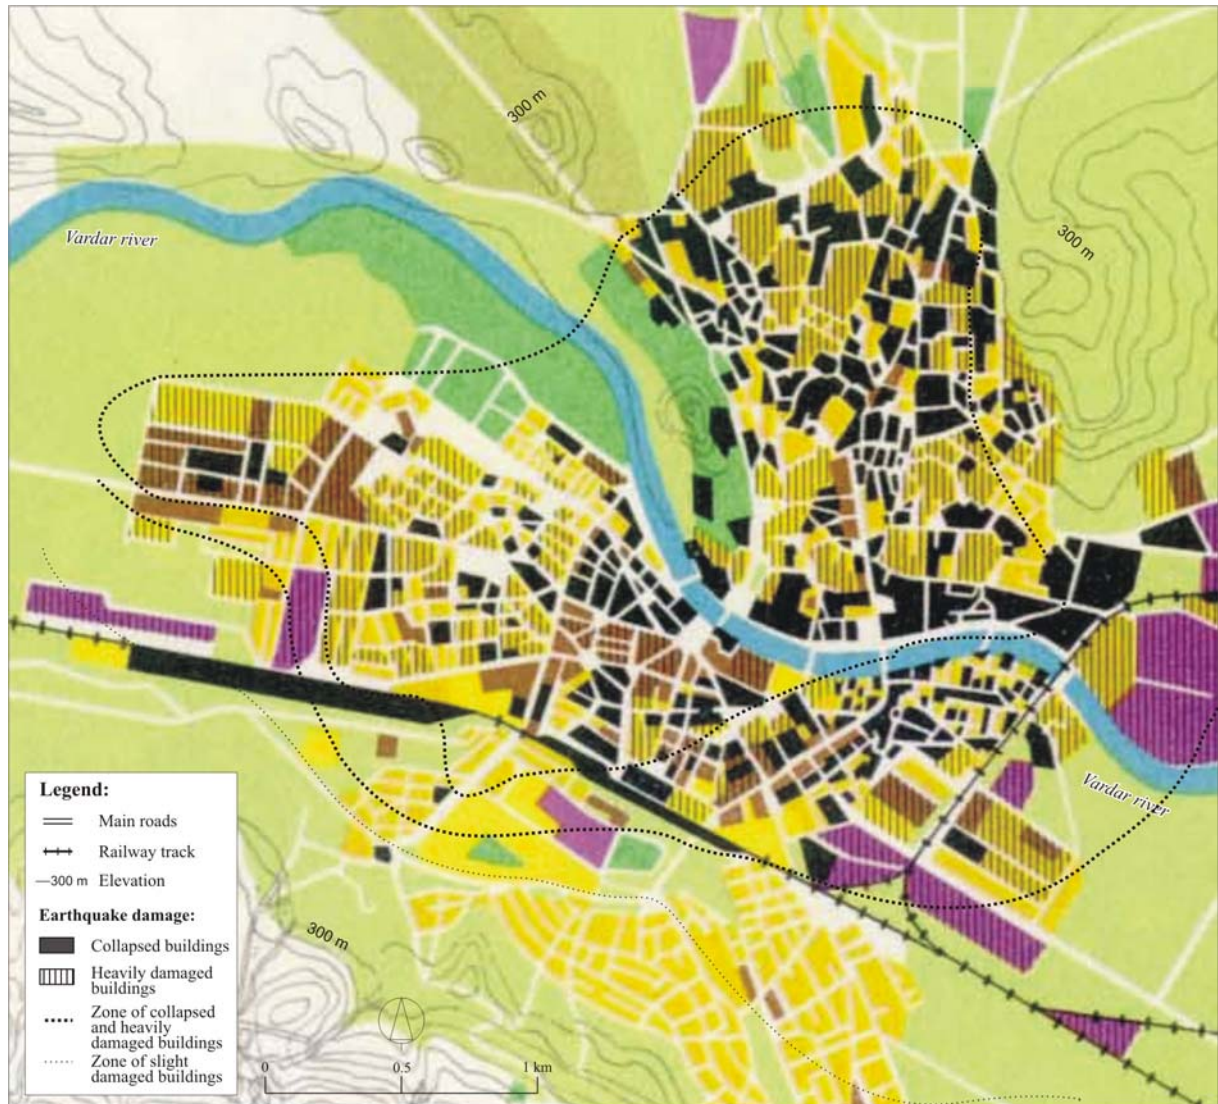 300 m
Vardar river
300 m
Vardar river
Legend:
Main roads
Railway track
300 m Elevation
Earthquake damage:
Collapsed buildings
Heavily damaged
buildings
Zone of collapsed
and heavily
damaged buildings
Zone of slight
damaged buildings
300 m
0 0.5 1 km